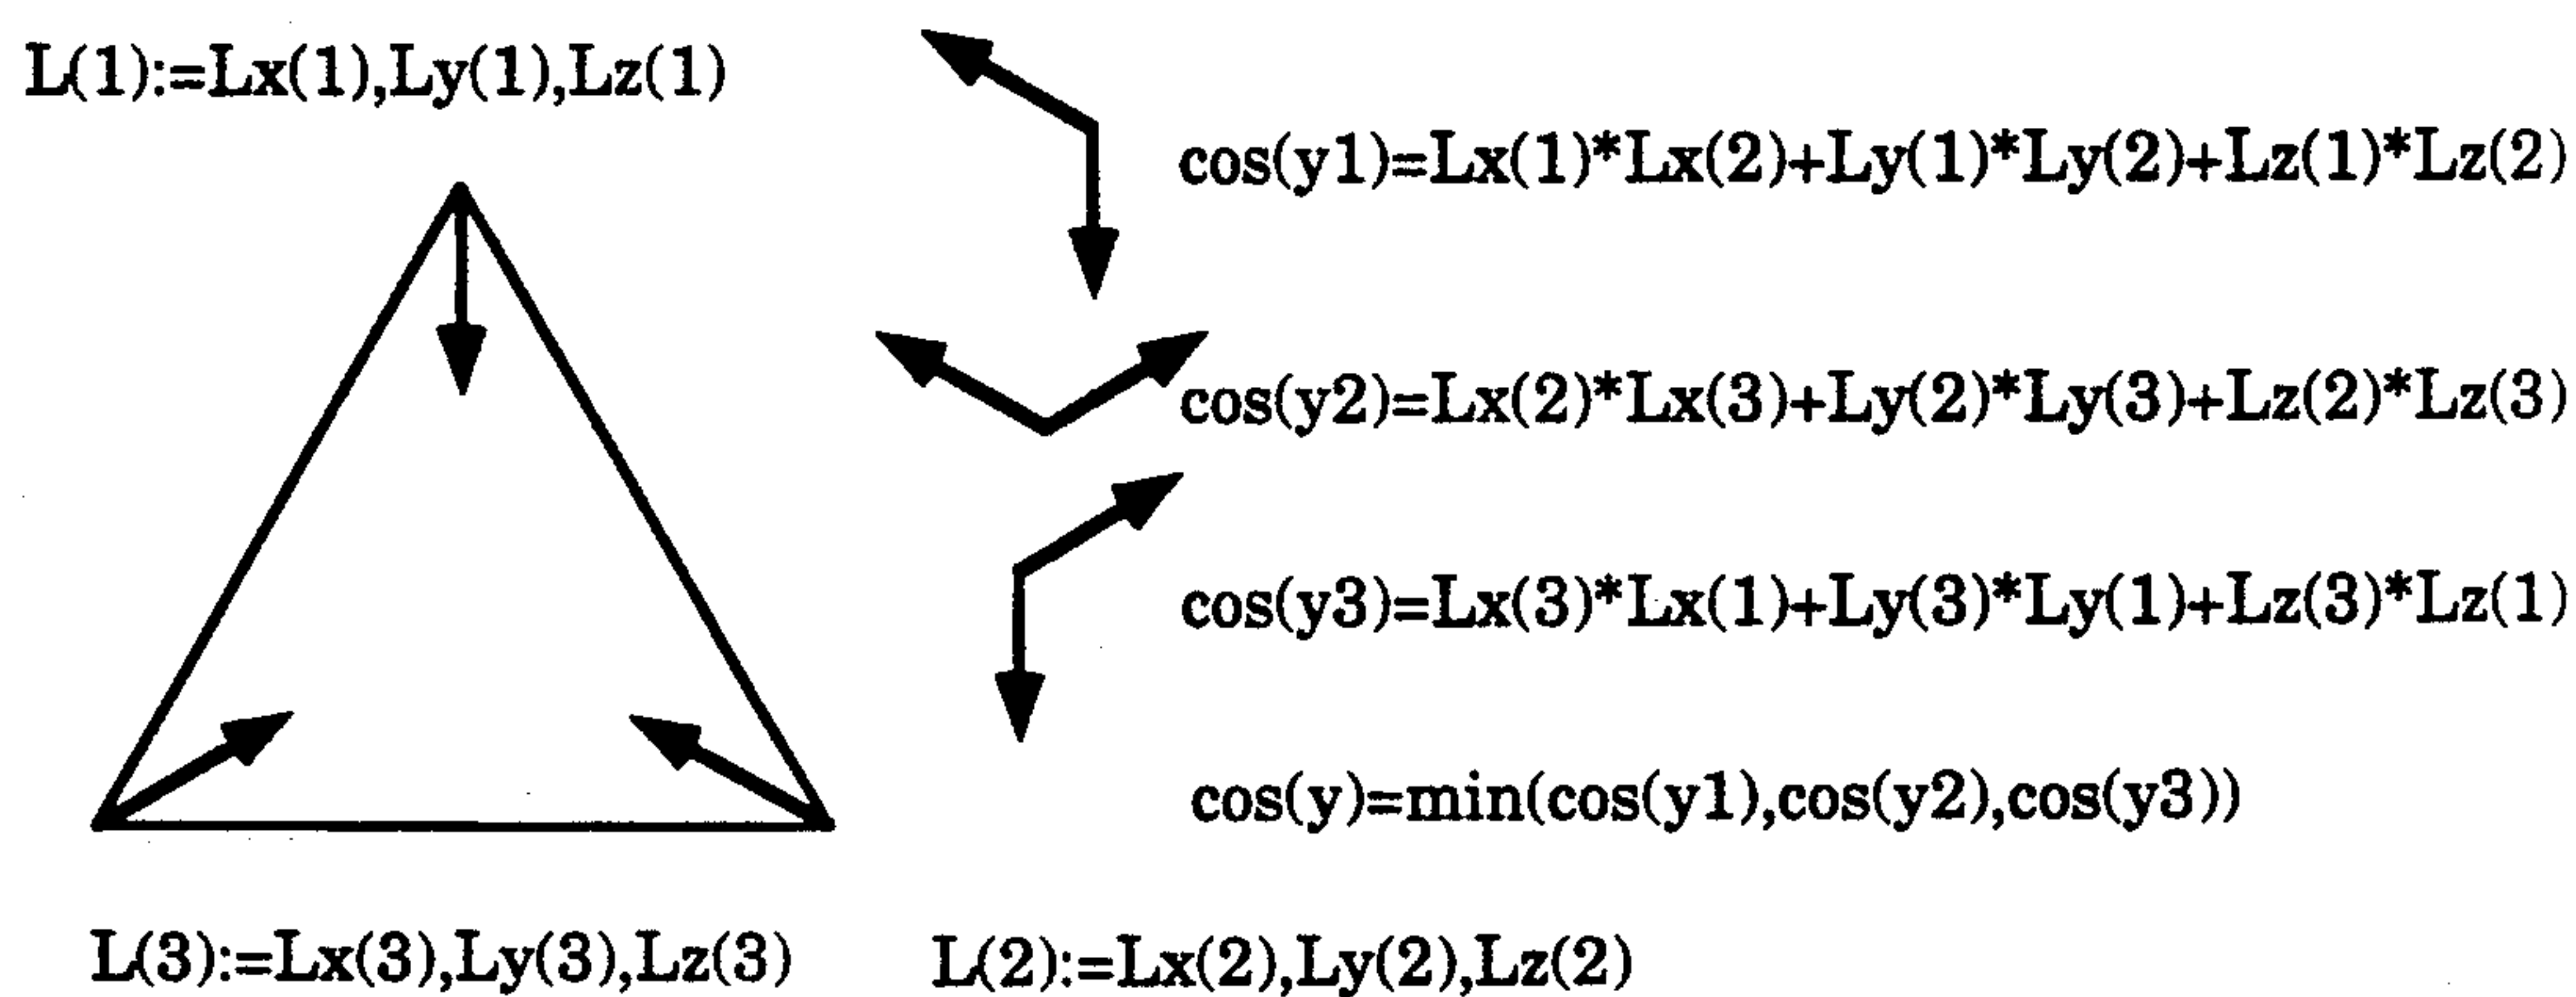 L(1):=Lx(1),Ly(1),Lz(1)
cos(y1)=Lx(1)*Lx(2)+Ly(1)*Ly(2)+Lz(1)*Lz(2)
cos(y2)=Lx(2)*Lx(3)+Ly(2)*Ly(3)+Lz(2)*Lz(3)
cos(y3)=Lx(3)*Lx(1)+Ly(3)*Ly(1)+Lz(3)*Lz(1)
cos(y)=min(cos(y1),cos(y2),cos(y3))
L(3):=Lx(3),Ly(3),Lz(3)
L(2):=Lx(2),Ly(2),Lz(2)